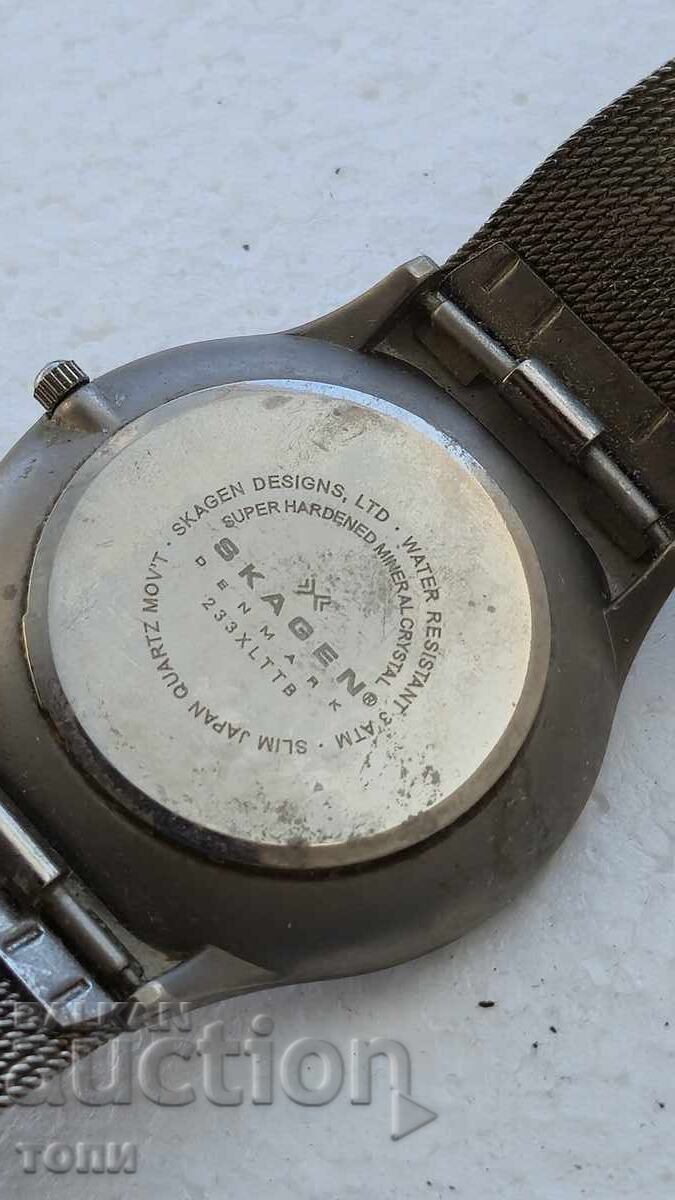 SKAGEN DESIGNS, LTD · WATER RESISTANT 3 ATM · SLIM JAPAN QUARTZ MOV'T ·
SUPER HARDENED MINERAL CRYSTAL
SKAGEN®
DENMARK
233XLTTB
BALKAN
auction
топи